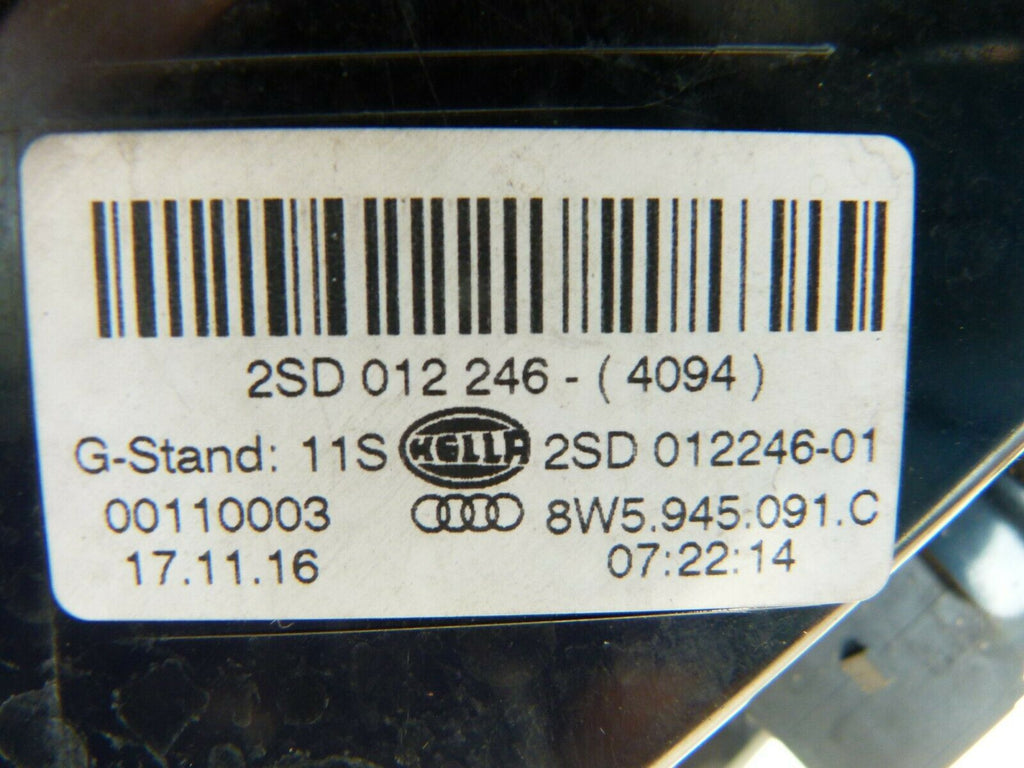 2SD 012 246 - ( 4094 )
G-Stand: 11S HELLA 2SD 012246-01
00110003 8W5.945.091.C
17.11.16 07:22:14